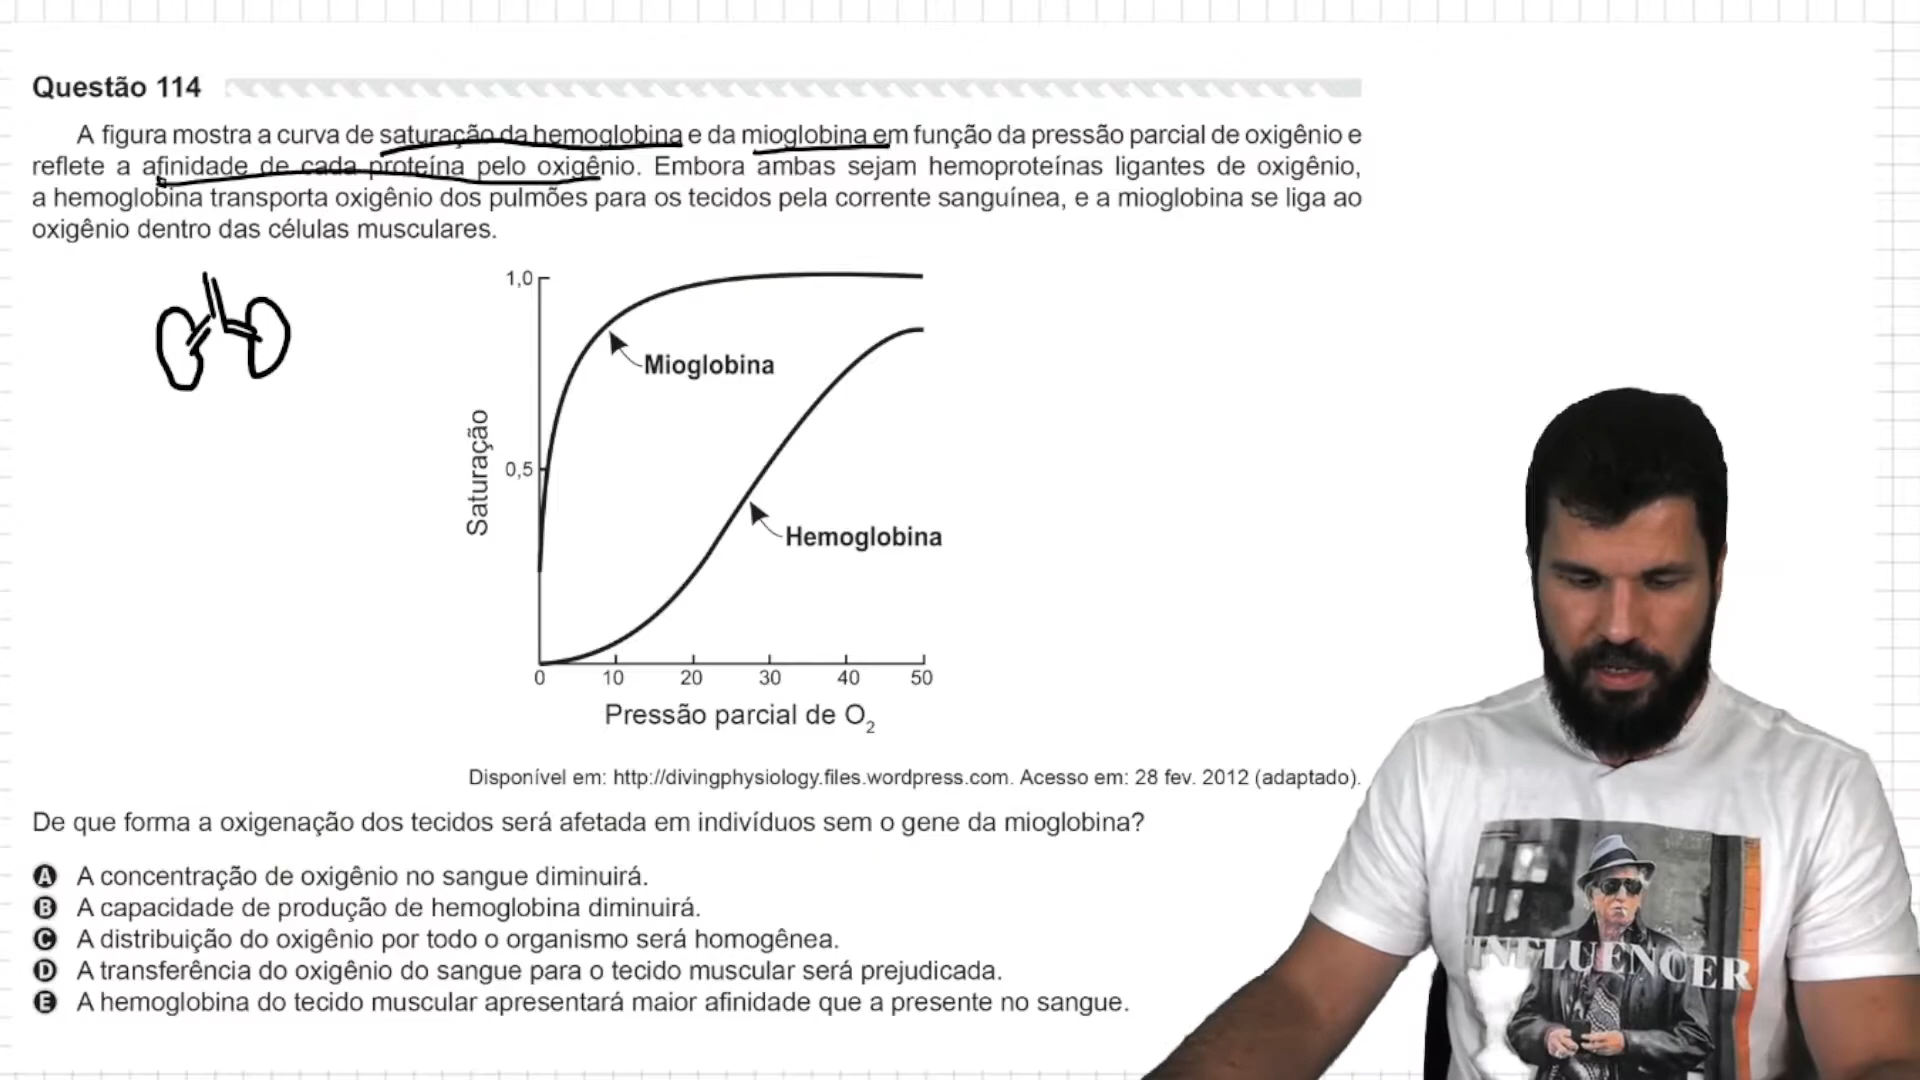 Questão 114
A figura mostra a curva de saturação da hemoglobina e da mioglobina em função da pressão parcial de oxigênio e
reflete a afinidade de cada proteína pelo oxigênio. Embora ambas sejam hemoproteínas ligantes de oxigênio,
a hemoglobina transporta oxigênio dos pulmões para os tecidos pela corrente sanguínea, e a mioglobina se liga ao
oxigênio dentro das células musculares.
1,0
Mioglobina
Saturação
0,5
Hemoglobina
0 10 20 30 40 50
Pressão parcial de O2
Disponível em: http://divingphysiology.files.wordpress.com. Acesso em: 28 fev. 2012 (adaptado).
De que forma a oxigenação dos tecidos será afetada em indivíduos sem o gene da mioglobina?
A A concentração de oxigênio no sangue diminuirá.
B A capacidade de produção de hemoglobina diminuirá.
C A distribuição do oxigênio por todo o organismo será homogênea.
D A transferência do oxigênio do sangue para o tecido muscular será prejudicada.
E A hemoglobina do tecido muscular apresentará maior afinidade que a presente no sangue.
INFLUENCER